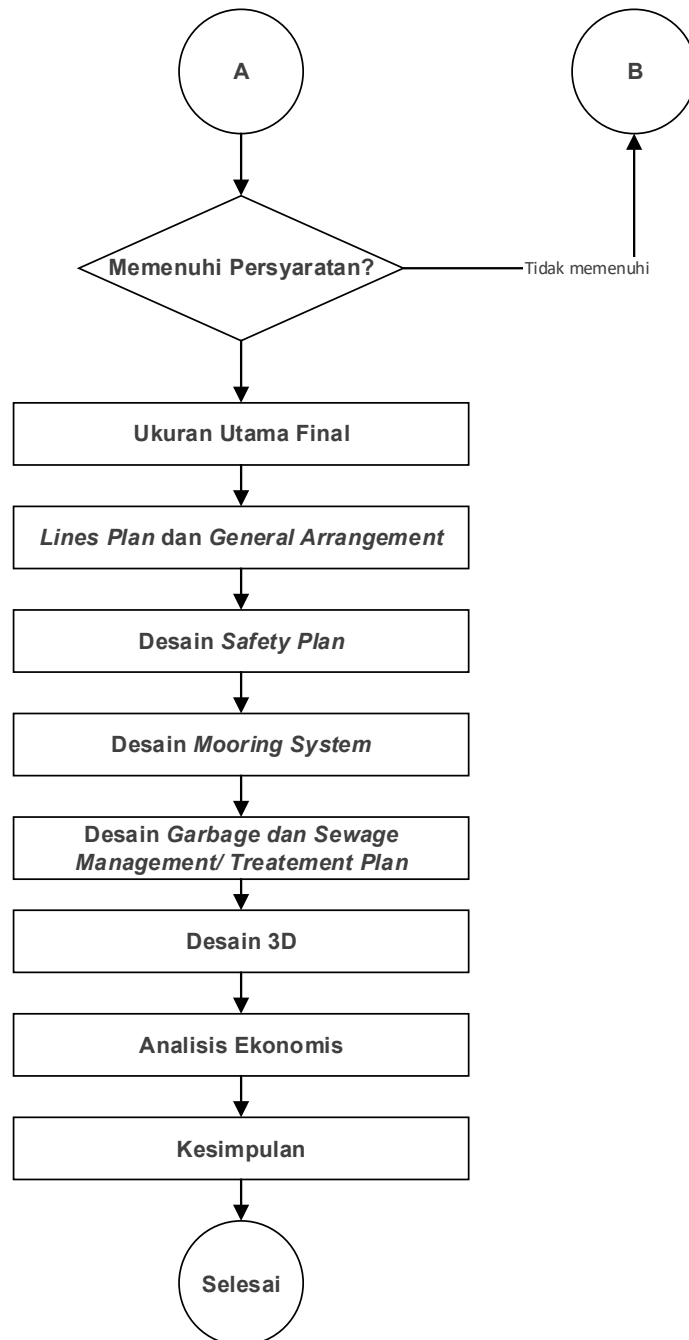 A
B
Memenuhi Persyaratan?
Tidak memenuhi
Ukuran Utama Final
Lines Plan dan General Arrangement
Desain Safety Plan
Desain Mooring System
Desain Garbage dan Sewage
Management/ Treatement Plan
Desain 3D
Analisis Ekonomis
Kesimpulan
Selesai